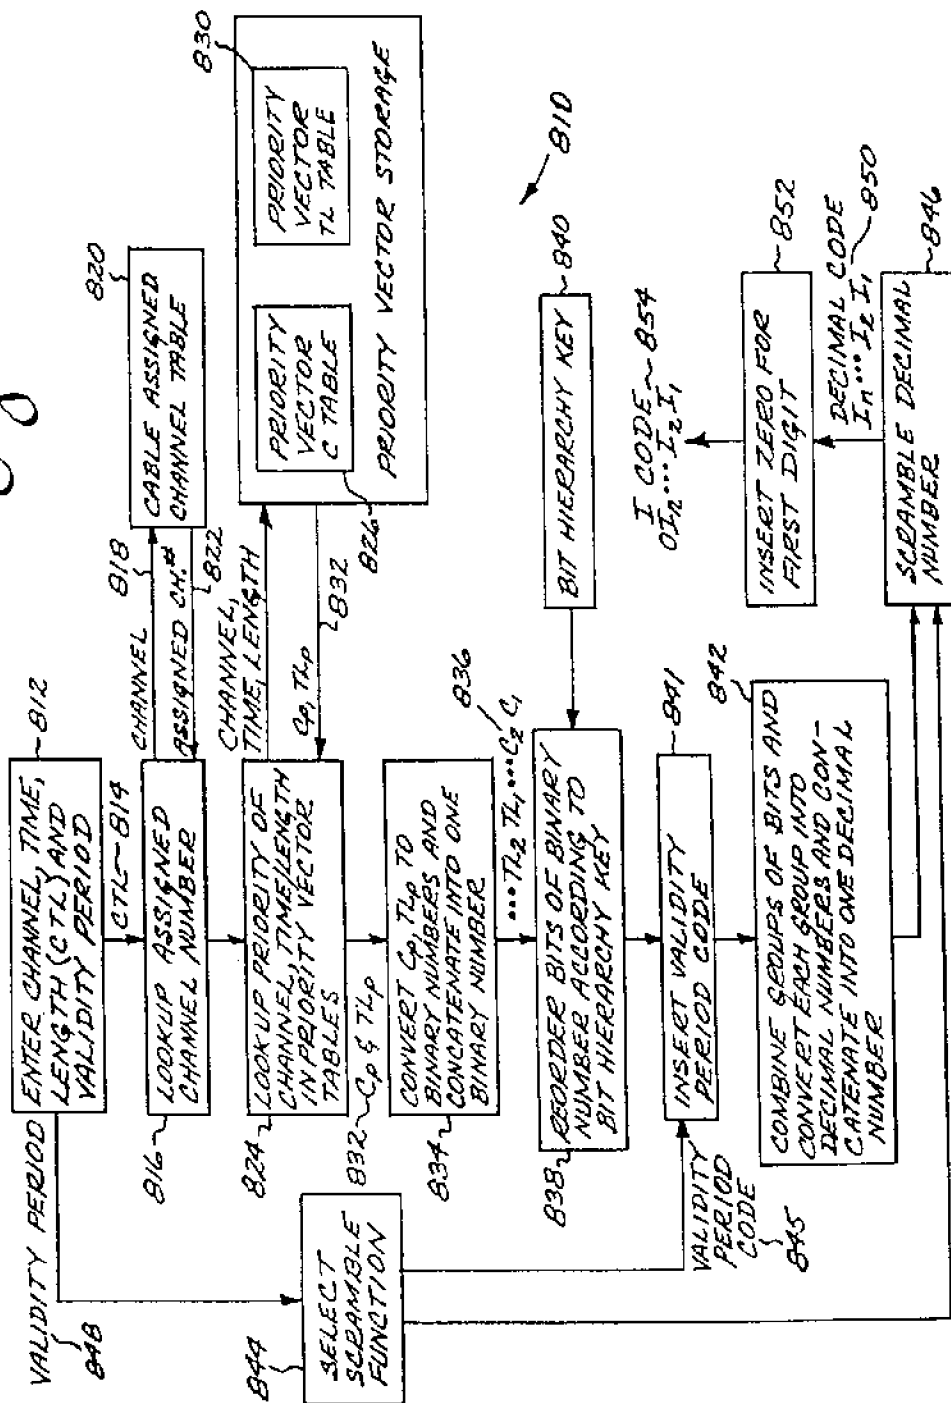 812
ENTER CHANNEL, TIME,
LENGTH (CTL) AND
VALIDITY PERIOD
VALIDITY PERIOD
848
CTL
814
816
LOOKUP ASSIGNED
CHANNEL NUMBER
CHANNEL
818
ASSIGNED CH.#
822
820
CABLE ASSIGNED
CHANNEL TABLE
824
LOOKUP PRIORITY OF
CHANNEL, TIME/LENGTH
IN PRIORITY VECTOR
TABLES
CHANNEL,
TIME, LENGTH
Cp, TLp
832
830
PRIORITY
VECTOR
TL TABLE
PRIORITY
VECTOR
C TABLE
826
PRIORITY VECTOR STORAGE
832
Cp & TLp
834
CONVERT Cp, TLp TO
BINARY NUMBERS AND
CONCATENATE INTO ONE
BINARY NUMBER
836
...TL2 TL1...C2 C1
810
838
REORDER BITS OF BINARY
NUMBER ACCORDING TO
BIT HIERARCHY KEY
BIT HIERARCHY KEY
840
844
SELECT
SCRAMBLE
FUNCTION
841
INSERT VALIDITY
PERIOD CODE
VALIDITY
PERIOD
CODE
845
842
COMBINE GROUPS OF BITS AND
CONVERT EACH GROUP INTO
DECIMAL NUMBERS AND CON-
CATENATE INTO ONE DECIMAL
NUMBER
I CODE
854
OIn...I2I1
INSERT ZERO FOR
FIRST DIGIT
852
DECIMAL CODE
In...I2 I1
850
SCRAMBLE DECIMAL
NUMBER
846